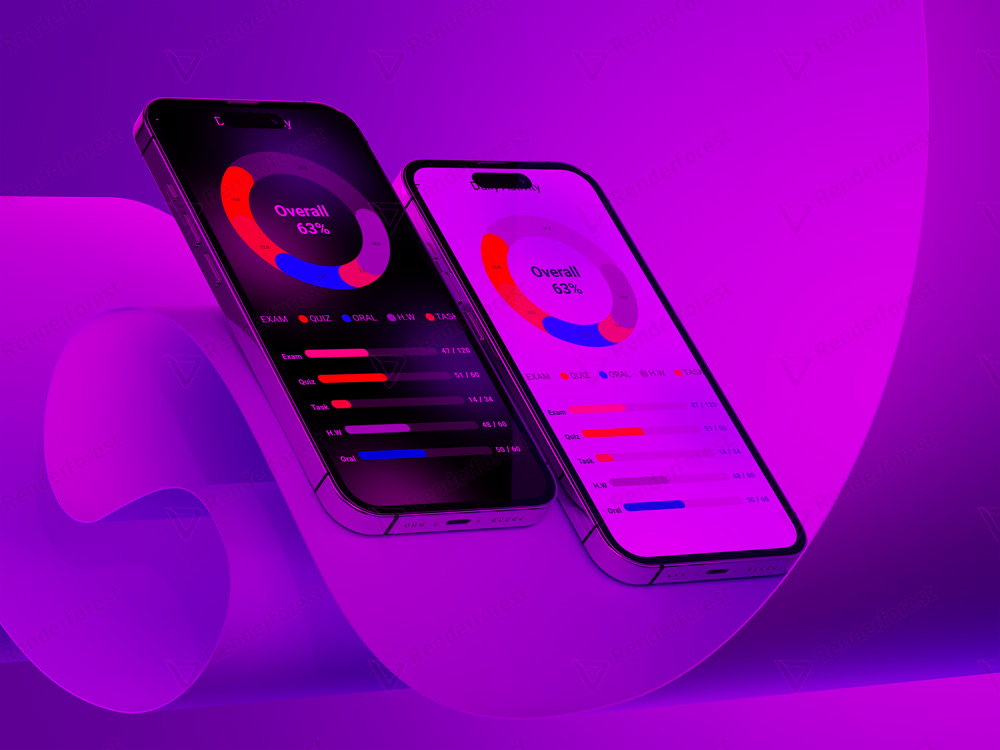 Overall
63%
EXAM QUIZ ORAL H.W TASK
Exam 47 / 120
Quiz 51 / 60
Task 14 / 34
H.W 48 / 60
Oral 50 / 60
Daily Activity
Overall
63%
EXAM QUIZ ORAL H.W TASK
Exam 47 / 120
Quiz 51 / 60
Task 14 / 34
H.W 48 / 60
Oral 50 / 60
Renderforest